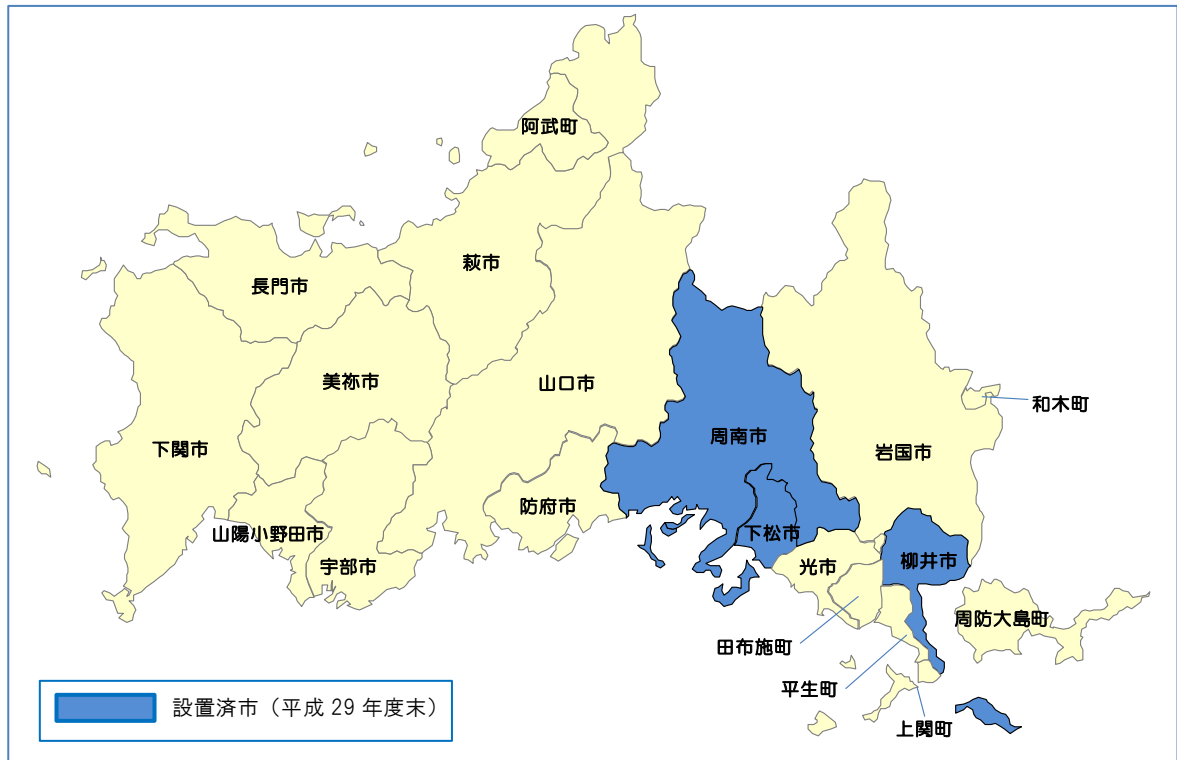 阿武町
萩市
長門市
美祢市
山口市
和木町
下関市
周南市
岩国市
防府市
山陽小野田市
下松市
宇部市
光市
柳井市
周防大島町
田布施町
平生町
上関町
設置済市（平成 29 年度末）